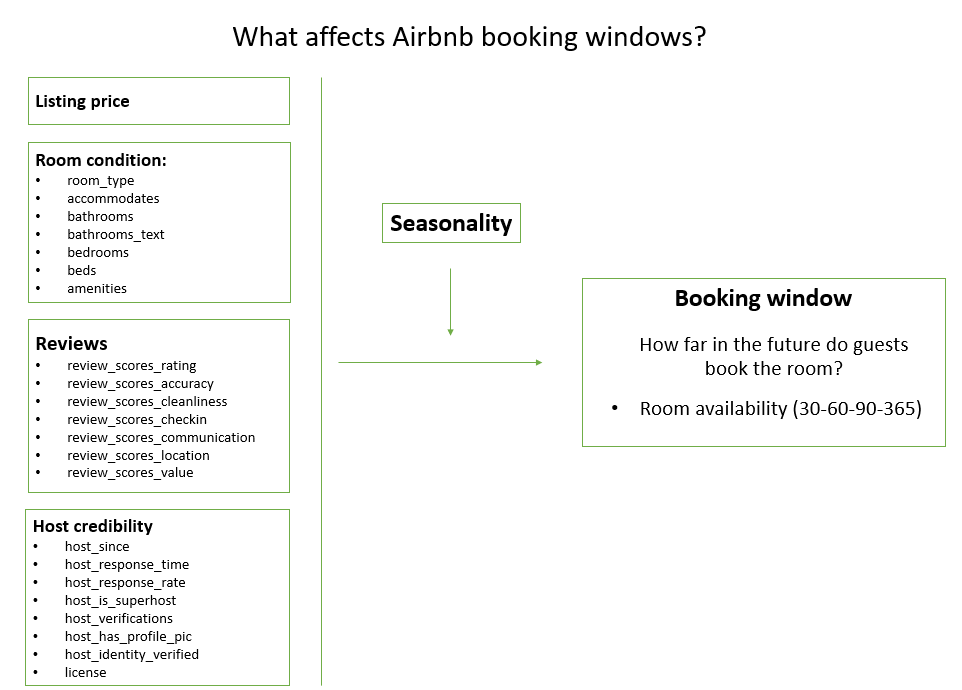 What affects Airbnb booking windows?
Listing price
Room condition:
• room_type
• accommodates
• bathrooms
• bathrooms_text
• bedrooms
• beds
• amenities
Reviews
• review_scores_rating
• review_scores_accuracy
• review_scores_cleanliness
• review_scores_checkin
• review_scores_communication
• review_scores_location
• review_scores_value
Host credibility
• host_since
• host_response_time
• host_response_rate
• host_is_superhost
• host_verifications
• host_has_profile_pic
• host_identity_verified
• license
Seasonality
Booking window
How far in the future do guests
book the room?
• Room availability (30-60-90-365)